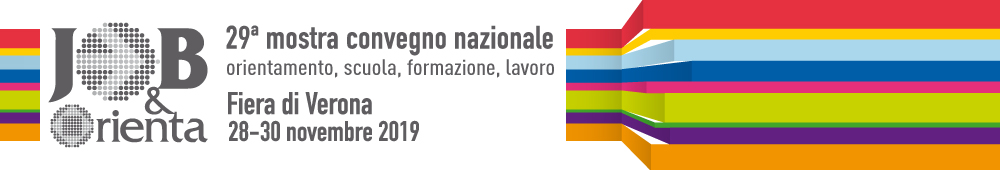 JOB
&
Orienta
29ª mostra convegno nazionale
orientamento, scuola, formazione, lavoro
Fiera di Verona
28-30 novembre 2019